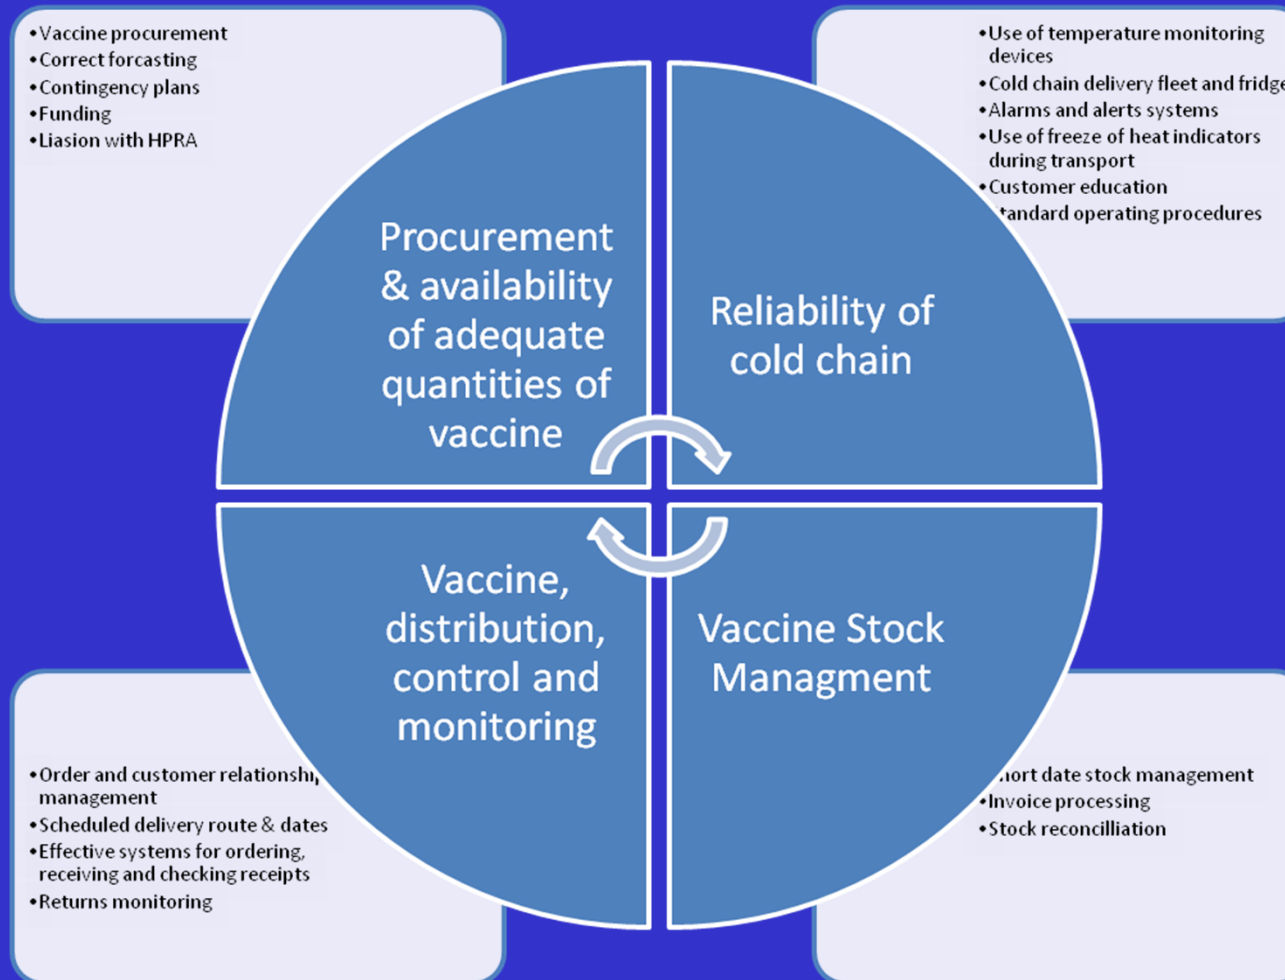 •Vaccine procurement
•Correct forcasting
•Contingency plans
•Funding
•Liasion with HPRA
•Use of temperature monitoring
devices
•Cold chain delivery fleet and fridge
•Alarms and alerts systems
•Use of freeze of heat indicators
during transport
•Customer education
tandard operating procedures
Procurement
& availability
of adequate
quantities of
vaccine
Reliability of
cold chain
Vaccine,
distribution,
control and
monitoring
Vaccine Stock
Managment
•Order and customer relationship
management
•Scheduled delivery route & dates
•Effective systems for ordering,
receiving and checking receipts
•Returns monitoring
hort date stock management
•Invoice processing
•Stock reconcilliation